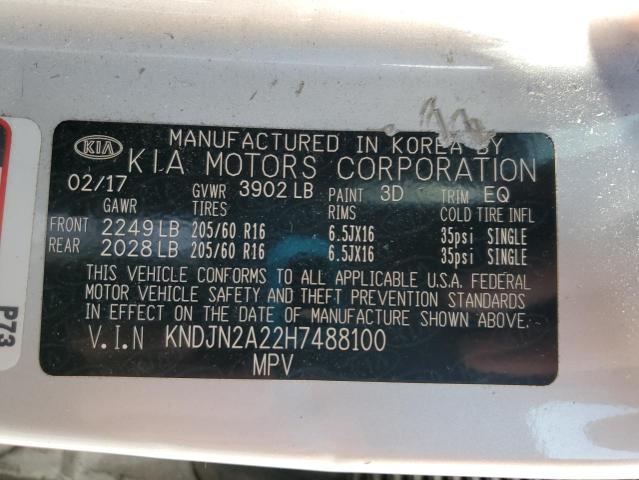 MANUFACTURED IN KOREA BY
KIA KIA MOTORS CORPORATION
02/17 GVWR 3902 LB PAINT 3D TRIM EQ
GAWR TIRES RIMS COLD TIRE INFL
FRONT 2249 LB 205/60 R16 6.5JX16 35psi SINGLE
REAR 2028 LB 205/60 R16 6.5JX16 35psi SINGLE
THIS VEHICLE CONFORMS TO ALL APPLICABLE U.S.A. FEDERAL
MOTOR VEHICLE SAFETY AND THEFT PREVENTION STANDARDS
IN EFFECT ON THE DATE OF MANUFACTURE SHOWN ABOVE.
V.I.N KNDJN2A22H7488100
MPV
P73